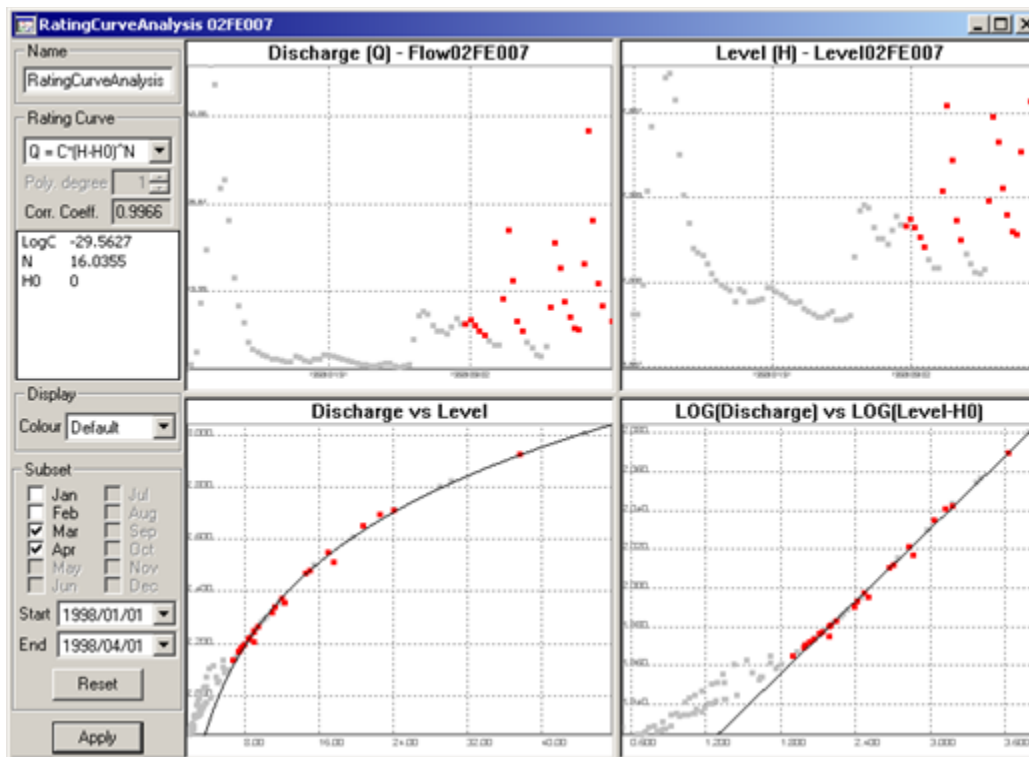 RatingCurveAnalysis 02FE007
Name
RatingCurveAnalysis
Rating Curve
Q = C*(H-H0)^N
Poly. degree 1
Corr. Coeff. 0.9966
LogC -29.5627
N 16.0355
H0 0
Display
Colour Default
Subset
Jan Jul
Feb Aug
Mar Sep
Apr Oct
May Nov
Jun Dec
Start 1998/01/01
End 1998/04/01
Reset
Apply
Discharge (Q) - Flow02FE007
Level (H) - Level02FE007
Discharge vs Level
8.00 16.00 24.00 32.00 40.00
LOG(Discharge) vs LOG(Level-H0)
0.600 1.200 1.800 2.400 3.000 3.600